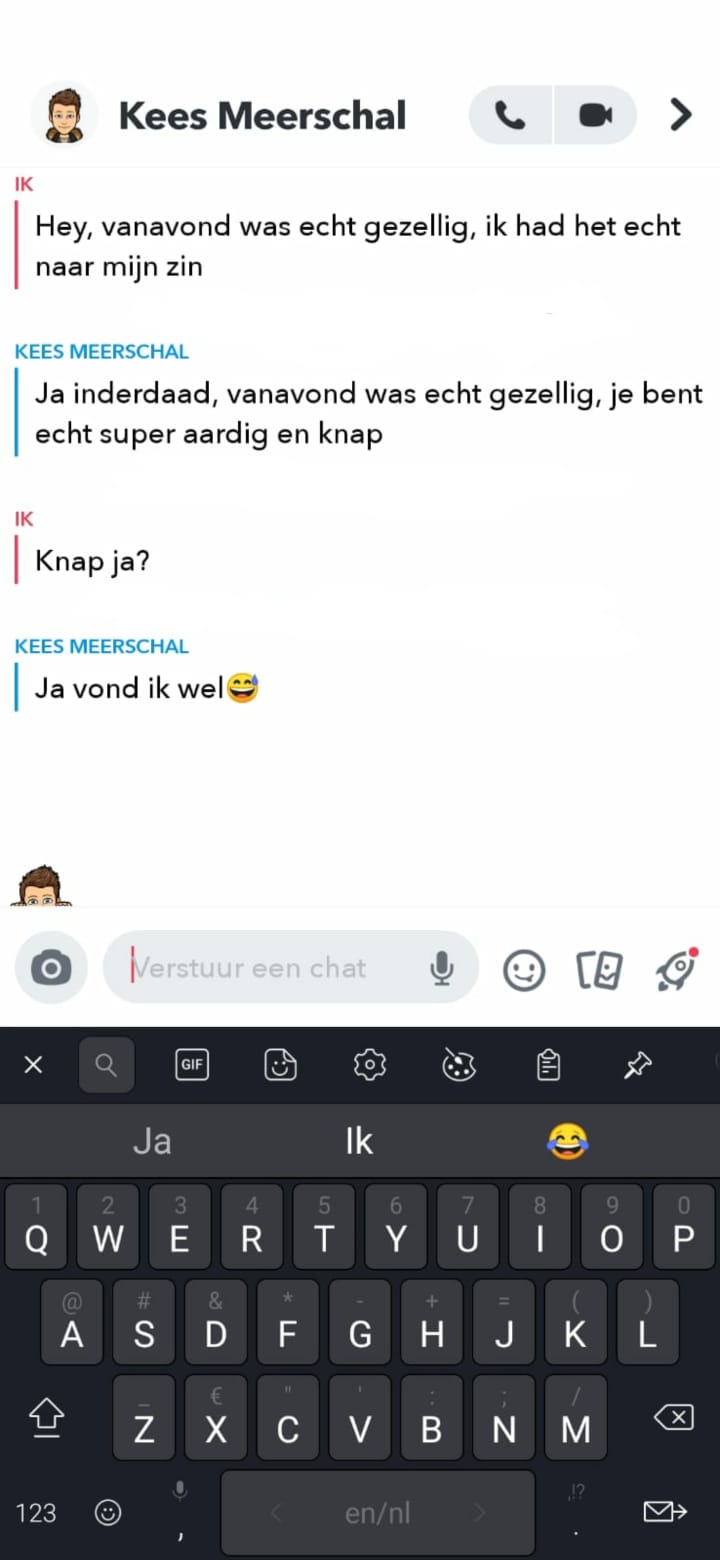 Kees Meerschal
IK
Hey, vanavond was echt gezellig, ik had het echt
naar mijn zin
KEES MEERSCHAL
Ja inderdaad, vanavond was echt gezellig, je bent
echt super aardig en knap
IK
Knap ja?
KEES MEERSCHAL
Ja vond ik wel😅
Verstuur een chat
GIF
Ja Ik 😂
1 2 3 4 5 6 7 8 9 0
Q W E R T Y U I O P
@ # & * - + = ( )
A S D F G H J K L
_ € " ' : ; /
Z X C V B N M
,!?
123 , < en/nl > .